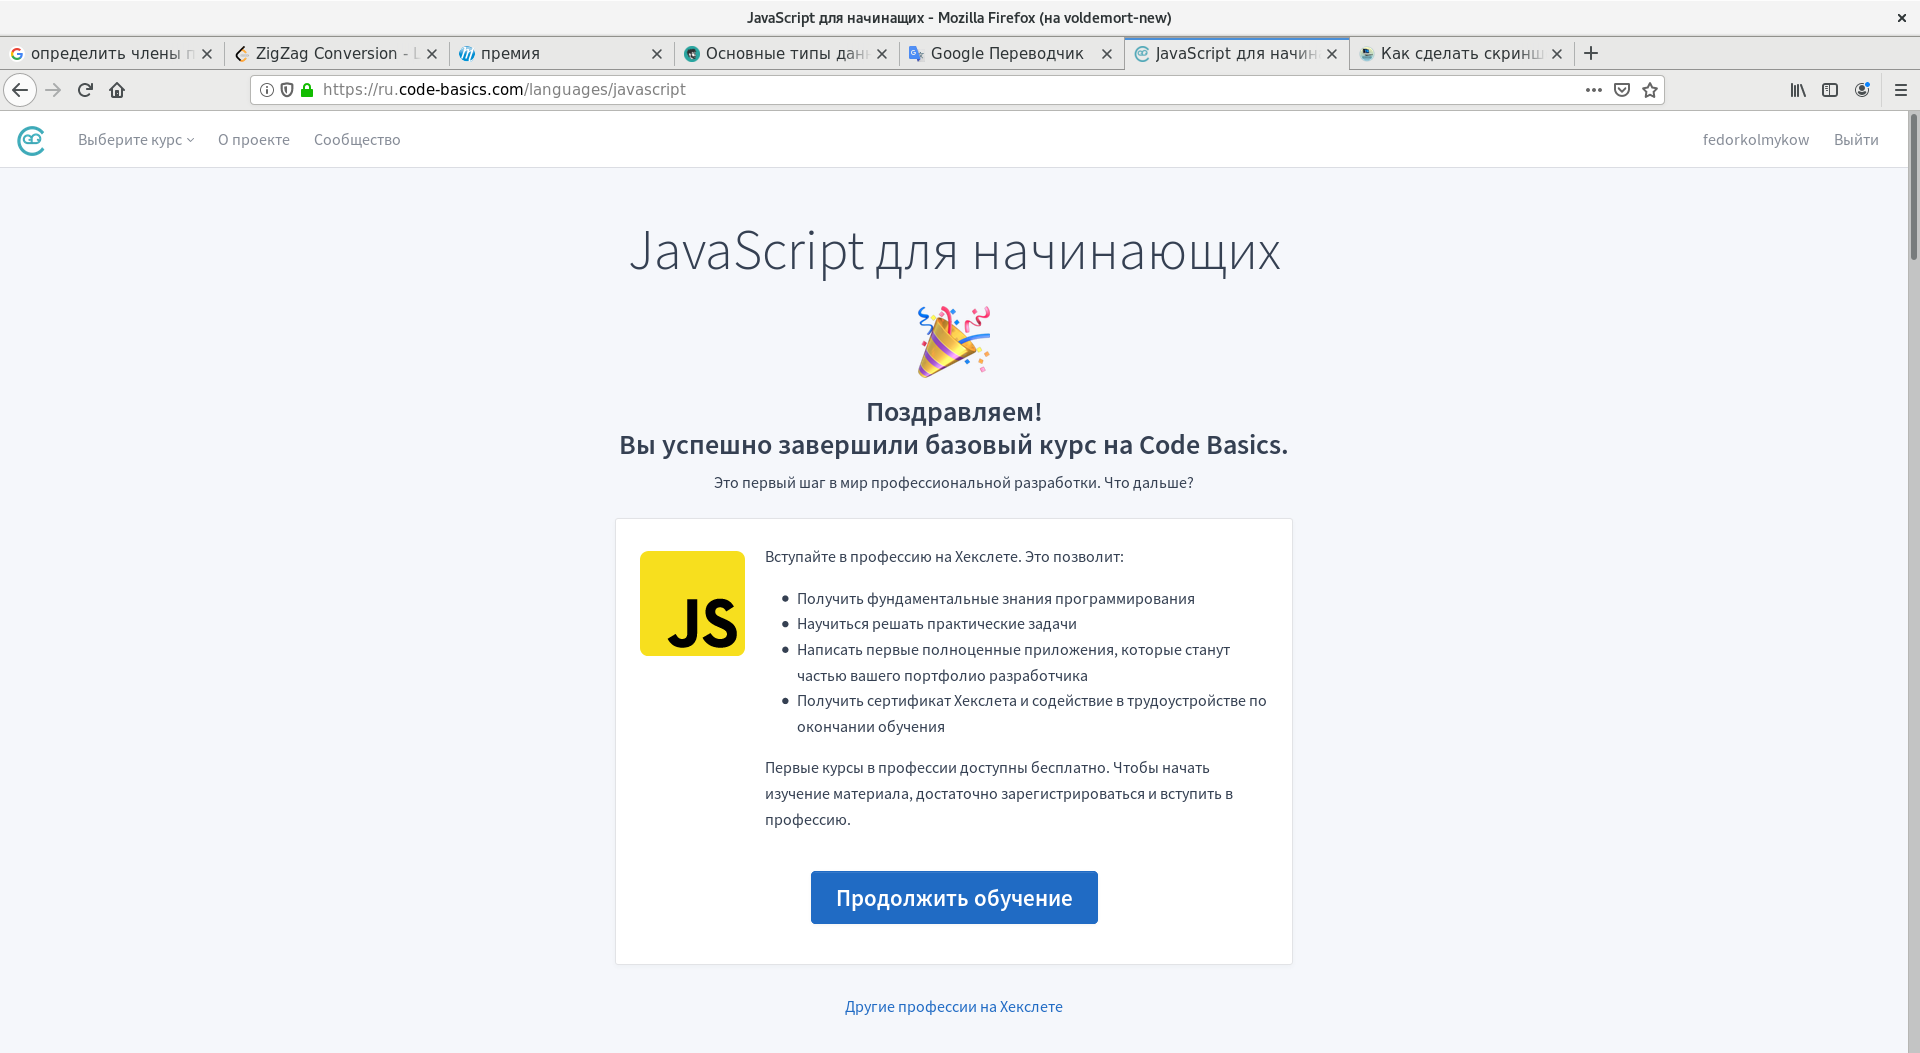 JavaScript для начинащих - Mozilla Firefox (на voldemort-new)
определить члены п
ZigZag Conversion - L
премия
Основные типы дан
Google Переводчик
JavaScript для начин
Как сделать скринш
https://ru.code-basics.com/languages/javascript
Выберите курс
О проекте
Сообщество
fedorkolmykow
Выйти
JavaScript для начинающих
Поздравляем!
Вы успешно завершили базовый курс на Code Basics.
Это первый шаг в мир профессиональной разработки. Что дальше?
JS
Вступайте в профессию на Хекслете. Это позволит:
Получить фундаментальные знания программирования
Научиться решать практические задачи
Написать первые полноценные приложения, которые станут
частью вашего портфолио разработчика
Получить сертификат Хекслета и содействие в трудоустройстве по
окончании обучения
Первые курсы в профессии доступны бесплатно. Чтобы начать
изучение материала, достаточно зарегистрироваться и вступить в
профессию.
Продолжить обучение
Другие профессии на Хекслете